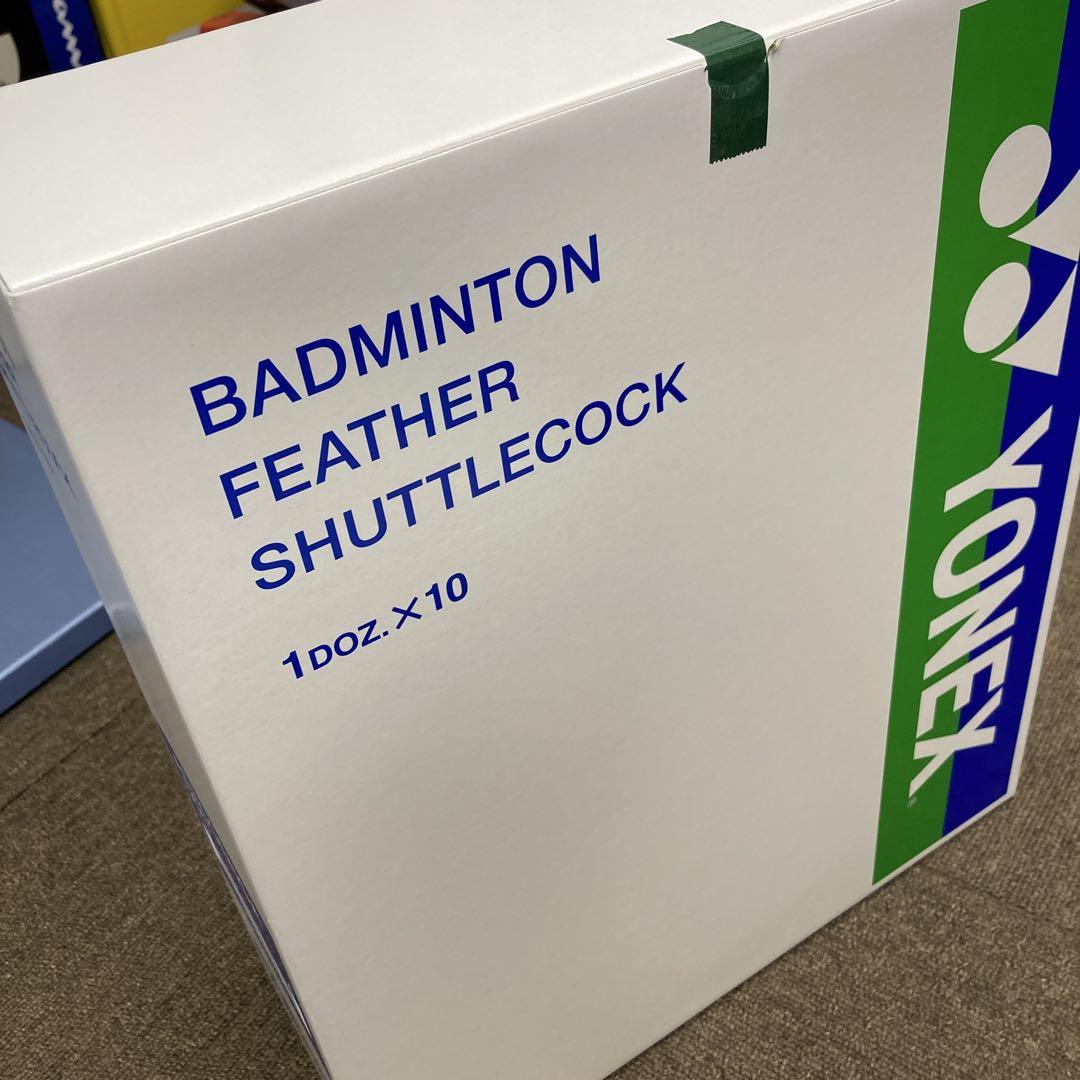 BADMINTON
FEATHER
SHUTTLECOCK
1DOZ.×10
YONEX
®